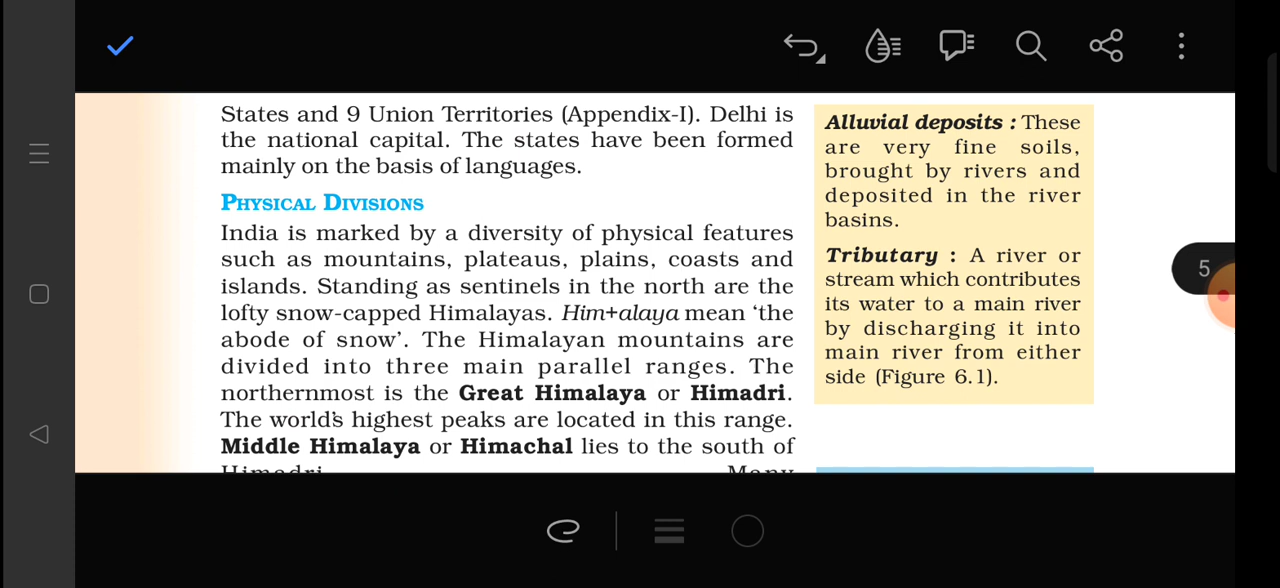 States and 9 Union Territories (Appendix-I). Delhi is
the national capital. The states have been formed
mainly on the basis of languages.
PHYSICAL DIVISIONS
India is marked by a diversity of physical features
such as mountains, plateaus, plains, coasts and
islands. Standing as sentinels in the north are the
lofty snow-capped Himalayas. Him+alaya mean ‘the
abode of snow’. The Himalayan mountains are
divided into three main parallel ranges. The
northernmost is the Great Himalaya or Himadri.
The world's highest peaks are located in this range.
Middle Himalaya or Himachal lies to the south of
Himadri. Many
Alluvial deposits : These
are very fine soils,
brought by rivers and
deposited in the river
basins.
Tributary : A river or
stream which contributes
its water to a main river
by discharging it into
main river from either
side (Figure 6.1).
5